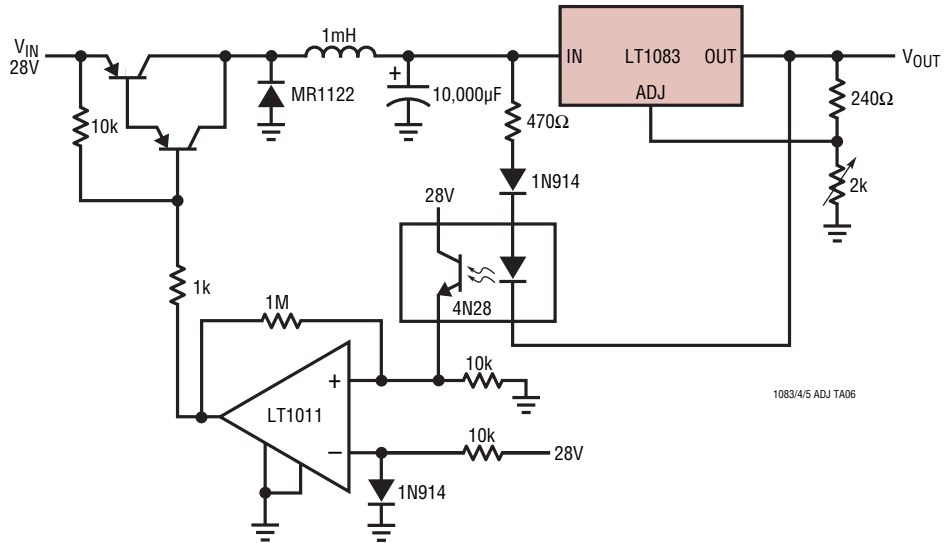 1mH
V_IN
28V
IN
LT1083
OUT
V_OUT
ADJ
+
10,000µF
MR1122
10k
240Ω
470Ω
1N914
2k
28V
4N28
1k
1M
10k
+
LT1011
1083/4/5 ADJ TA06
10k
–
28V
1N914